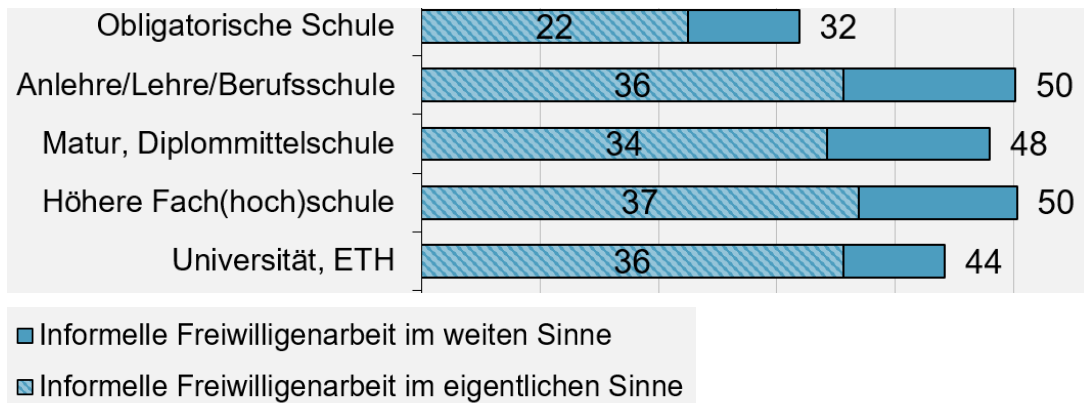 Obligatorische Schule 22 32
Anlehre/Lehre/Berufsschule 36 50
Matur, Diplommittelschule 34 48
Höhere Fach(hoch)schule 37 50
Universität, ETH 36 44
Informelle Freiwilligenarbeit im weiten Sinne
Informelle Freiwilligenarbeit im eigentlichen Sinne